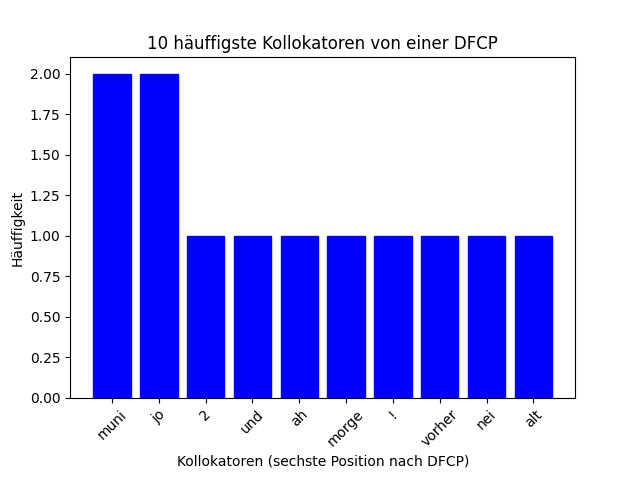 10 häuffigste Kollokatoren von einer DFCP
Häuffigkeit
2.00
1.75
1.50
1.25
1.00
0.75
0.50
0.25
0.00
muni
jo
2
und
ah
morge
!
vorher
nei
alt
Kollokatoren (sechste Position nach DFCP)